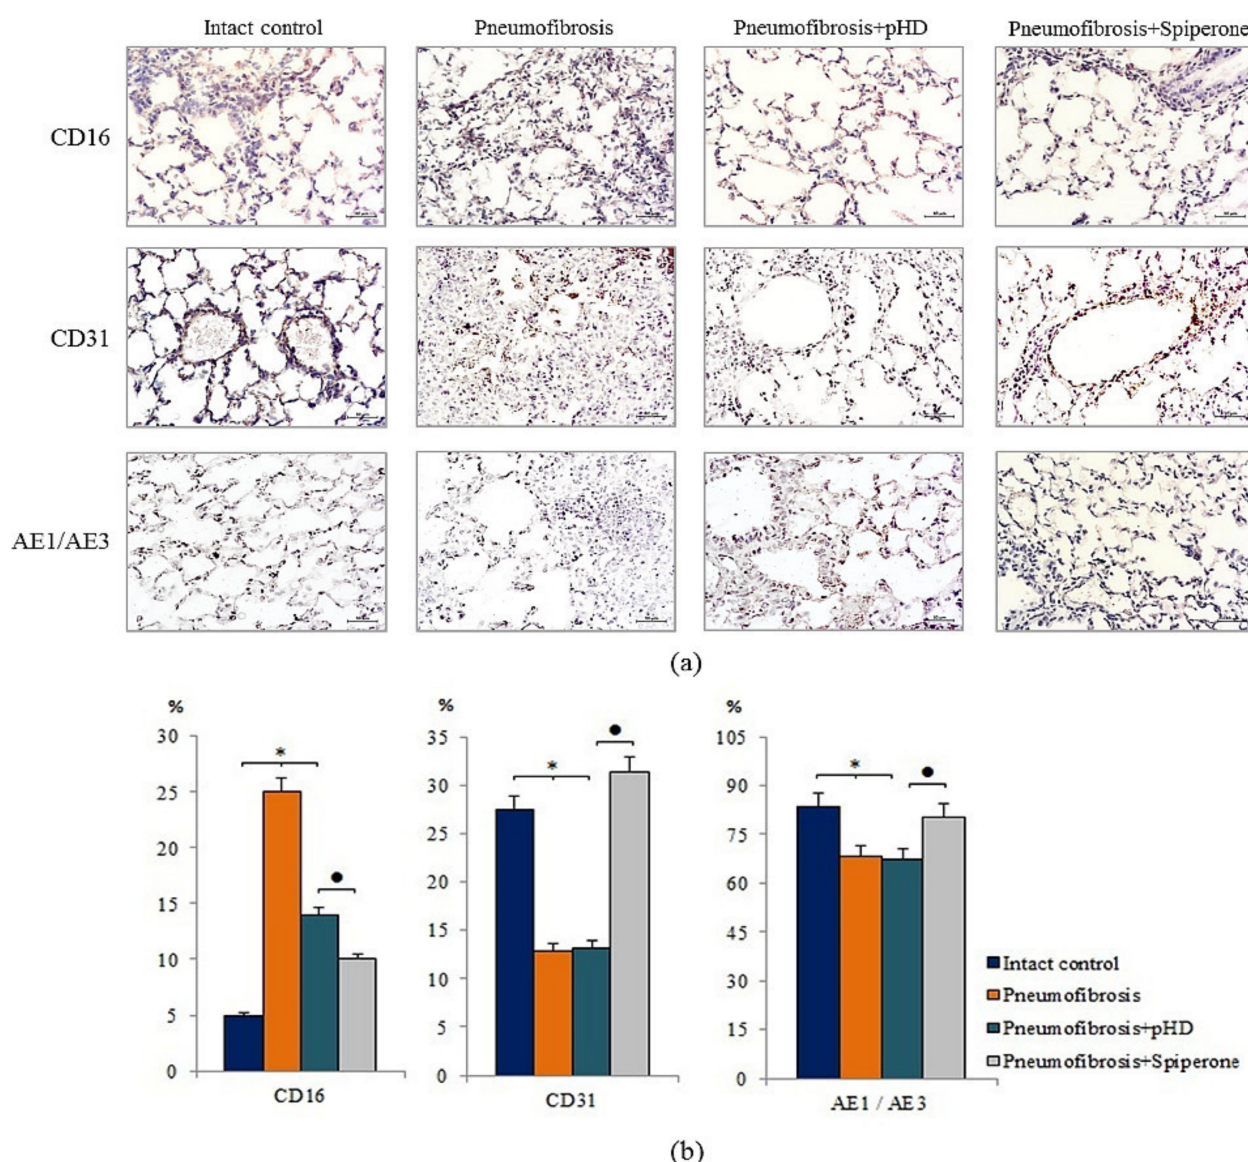 Intact control Pneumofibrosis Pneumofibrosis+pHD Pneumofibrosis+Spiperone
CD16
CD31
AE1/AE3
(a)
% % %
30 35 105
25 30 90
20 25 75
15 20 60
10 15 45
5 10 30
0 5 15
0 0
* * *
● ● ●
CD16 CD31 AE1 / AE3
Intact control
Pneumofibrosis
Pneumofibrosis+pHD
Pneumofibrosis+Spiperone
(b)